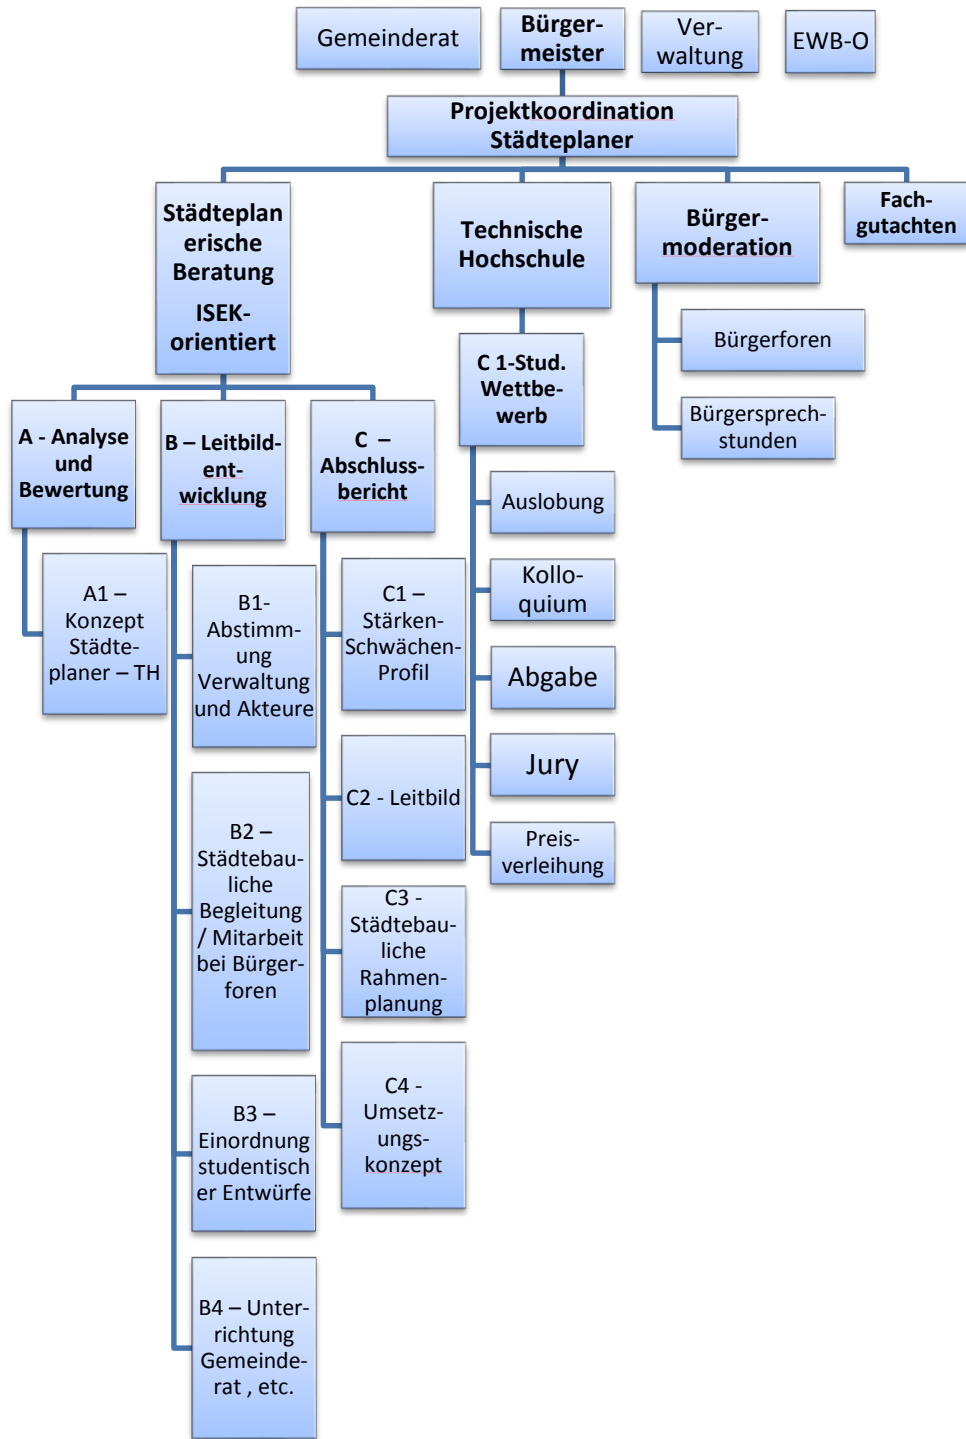 Gemeinderat
Bürger-
meister
Ver-
waltung
EWB-O
Projektkoordination
Städteplaner
Städteplan
erische
Beratung
ISEK-
orientiert
Technische
Hochschule
Bürger-
moderation
Fach-
gutachten
A - Analyse
und
Bewertung
A1 –
Konzept
Städte-
planer – TH
B – Leitbild-
ent-
wicklung
B1-
Abstimm-
ung
Verwaltung
und Akteure
B2 –
Städtebau-
liche
Begleitung
/ Mitarbeit
bei Bürger-
foren
B3 –
Einordnung
studentisch
er Entwürfe
B4 – Unter-
richtung
Gemeinde-
rat , etc.
C –
Abschluss-
bericht
C1 –
Stärken-
Schwächen-
Profil
C2 - Leitbild
C3 -
Städtebau-
liche
Rahmen-
planung
C4 -
Umsetz-
ungs-
konzept
C 1-Stud.
Wettbe-
werb
Auslobung
Kollo-
quium
Abgabe
Jury
Preis-
verleihung
Bürgerforen
Bürgersprech-
stunden